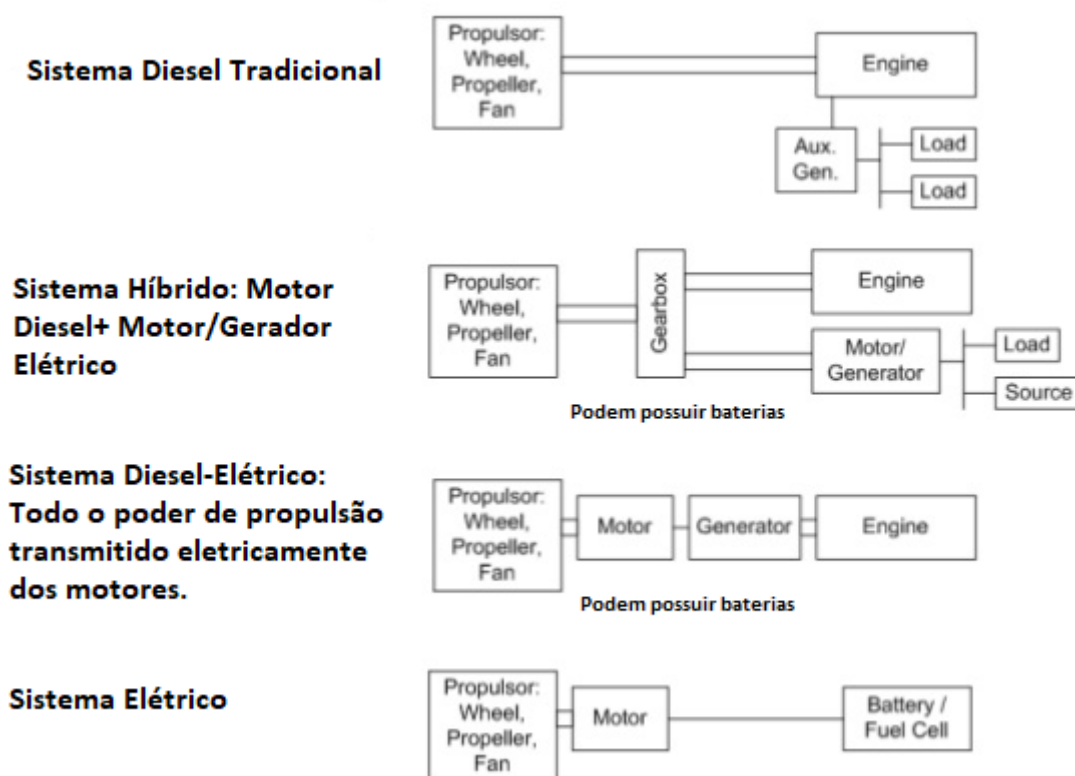 Sistema Diesel Tradicional
Propulsor:
Wheel,
Propeller,
Fan
Engine
Aux.
Gen.
Load
Load
Sistema Híbrido: Motor
Diesel+ Motor/Gerador
Elétrico
Propulsor:
Wheel,
Propeller,
Fan
Gearbox
Engine
Motor/
Generator
Load
Source
Podem possuir baterias
Sistema Diesel-Elétrico:
Todo o poder de propulsão
transmitido eletricamente
dos motores.
Propulsor:
Wheel,
Propeller,
Fan
Motor
Generator
Engine
Podem possuir baterias
Sistema Elétrico
Propulsor:
Wheel,
Propeller,
Fan
Motor
Battery /
Fuel Cell